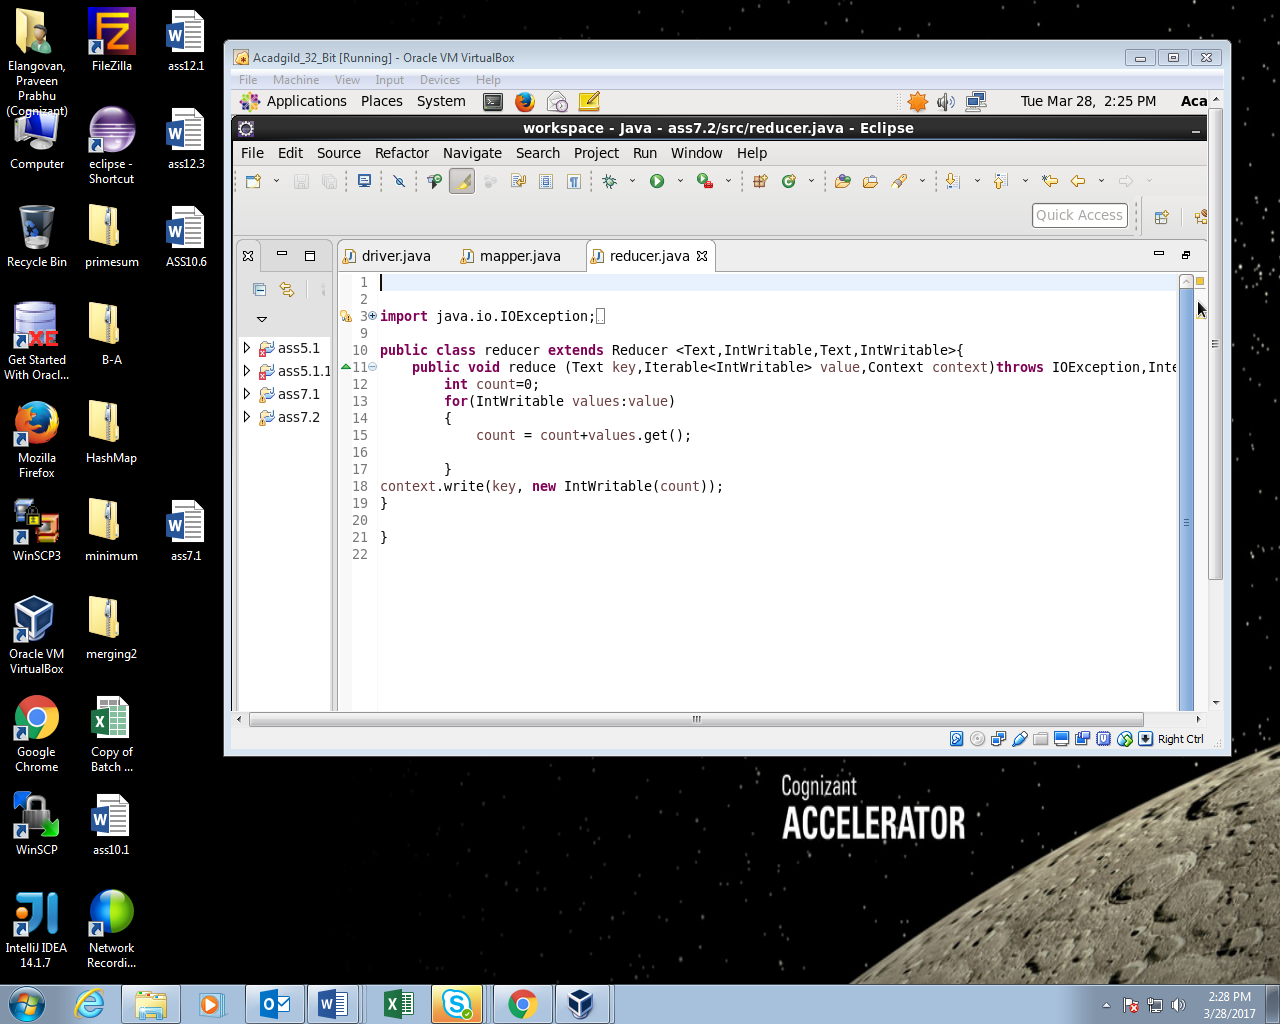 Elangovan,
Praveen
Prabhu
(Cognizant)
FileZilla
ass12.1
Computer
eclipse -
Shortcut
ass12.3
Recycle Bin
primesum
ASS10.6
Get Started
With Oracl...
B-A
Mozilla
Firefox
HashMap
WinSCP3
minimum
ass7.1
Oracle VM
VirtualBox
merging2
Google
Chrome
Copy of
Batch ...
WinSCP
ass10.1
IntelliJ IDEA
14.1.7
Network
Recordi...
Acadgild_32_Bit [Running] - Oracle VM VirtualBox
File Machine View Input Devices Help
Applications Places System
Tue Mar 28, 2:25 PM Aca
workspace - Java - ass7.2/src/reducer.java - Eclipse
File Edit Source Refactor Navigate Search Project Run Window Help
Quick Access
driver.java mapper.java reducer.java
ass5.1
ass5.1.1
ass7.1
ass7.2
1
2
3 import java.io.IOException;
9
10 public class reducer extends Reducer <Text,IntWritable,Text,IntWritable>{
11 public void reduce (Text key,Iterable<IntWritable> value,Context context)throws IOException,Inte
12 int count=0;
13 for(IntWritable values:value)
14 {
15 count = count+values.get();
16
17 }
18 context.write(key, new IntWritable(count));
19 }
20
21 }
22
Right Ctrl
Cognizant
ACCELERATOR
2:28 PM
3/28/2017